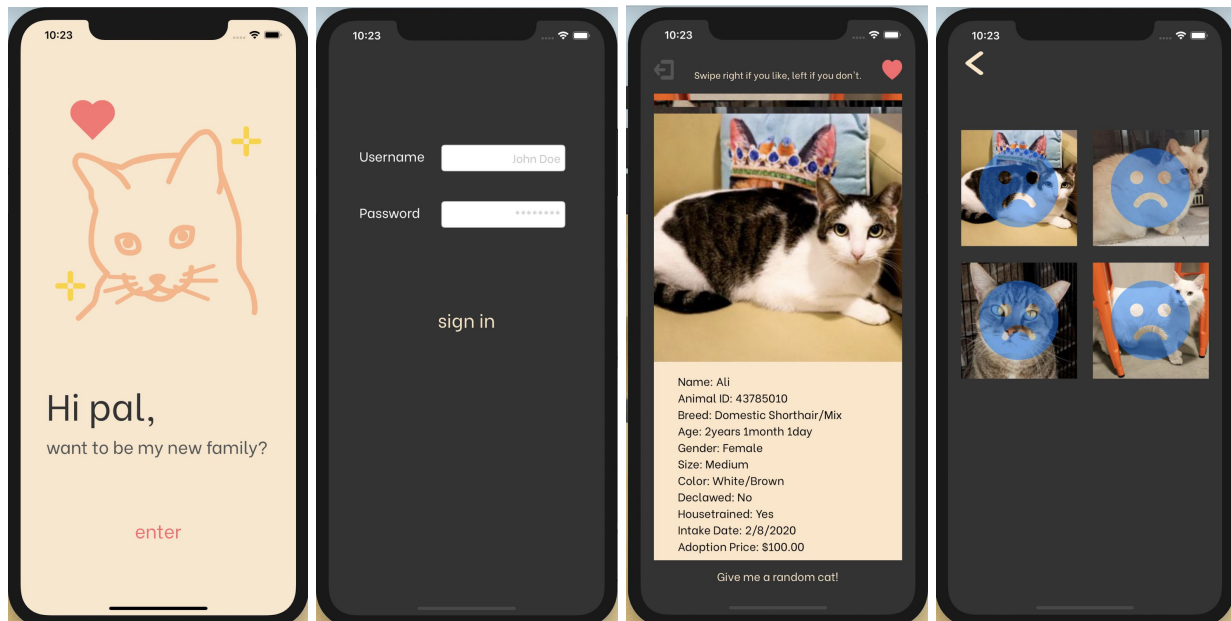 10:23
Hi pal,
want to be my new family?
enter
10:23
Username
John Doe
Password
********
sign in
10:23
Swipe right if you like, left if you don't.
Name: Ali
Animal ID: 43785010
Breed: Domestic Shorthair/Mix
Age: 2years 1month 1day
Gender: Female
Size: Medium
Color: White/Brown
Declawed: No
Housetrained: Yes
Intake Date: 2/8/2020
Adoption Price: $100.00
Give me a random cat!
10:23